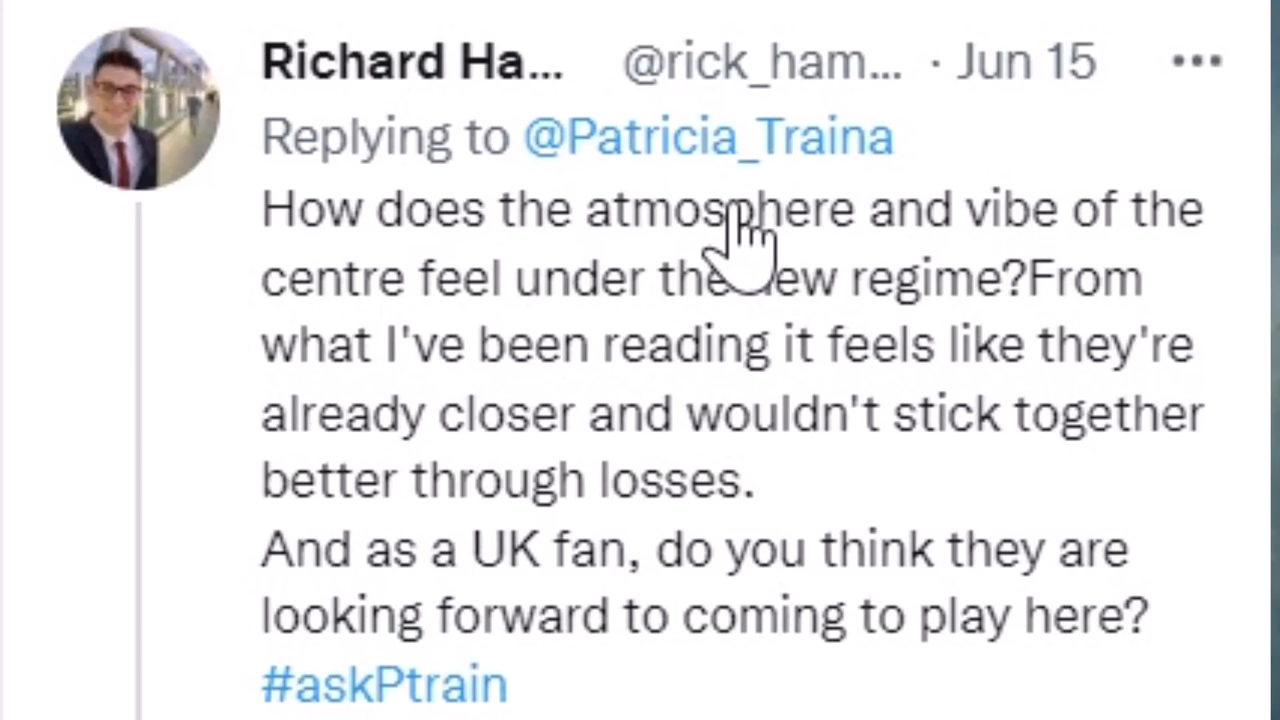 Richard Ha... @rick_ham... · Jun 15 •••
Replying to @Patricia_Traina
How does the atmosphere and vibe of the
centre feel under the new regime?From
what I've been reading it feels like they're
already closer and wouldn't stick together
better through losses.
And as a UK fan, do you think they are
looking forward to coming to play here?
#askPtrain